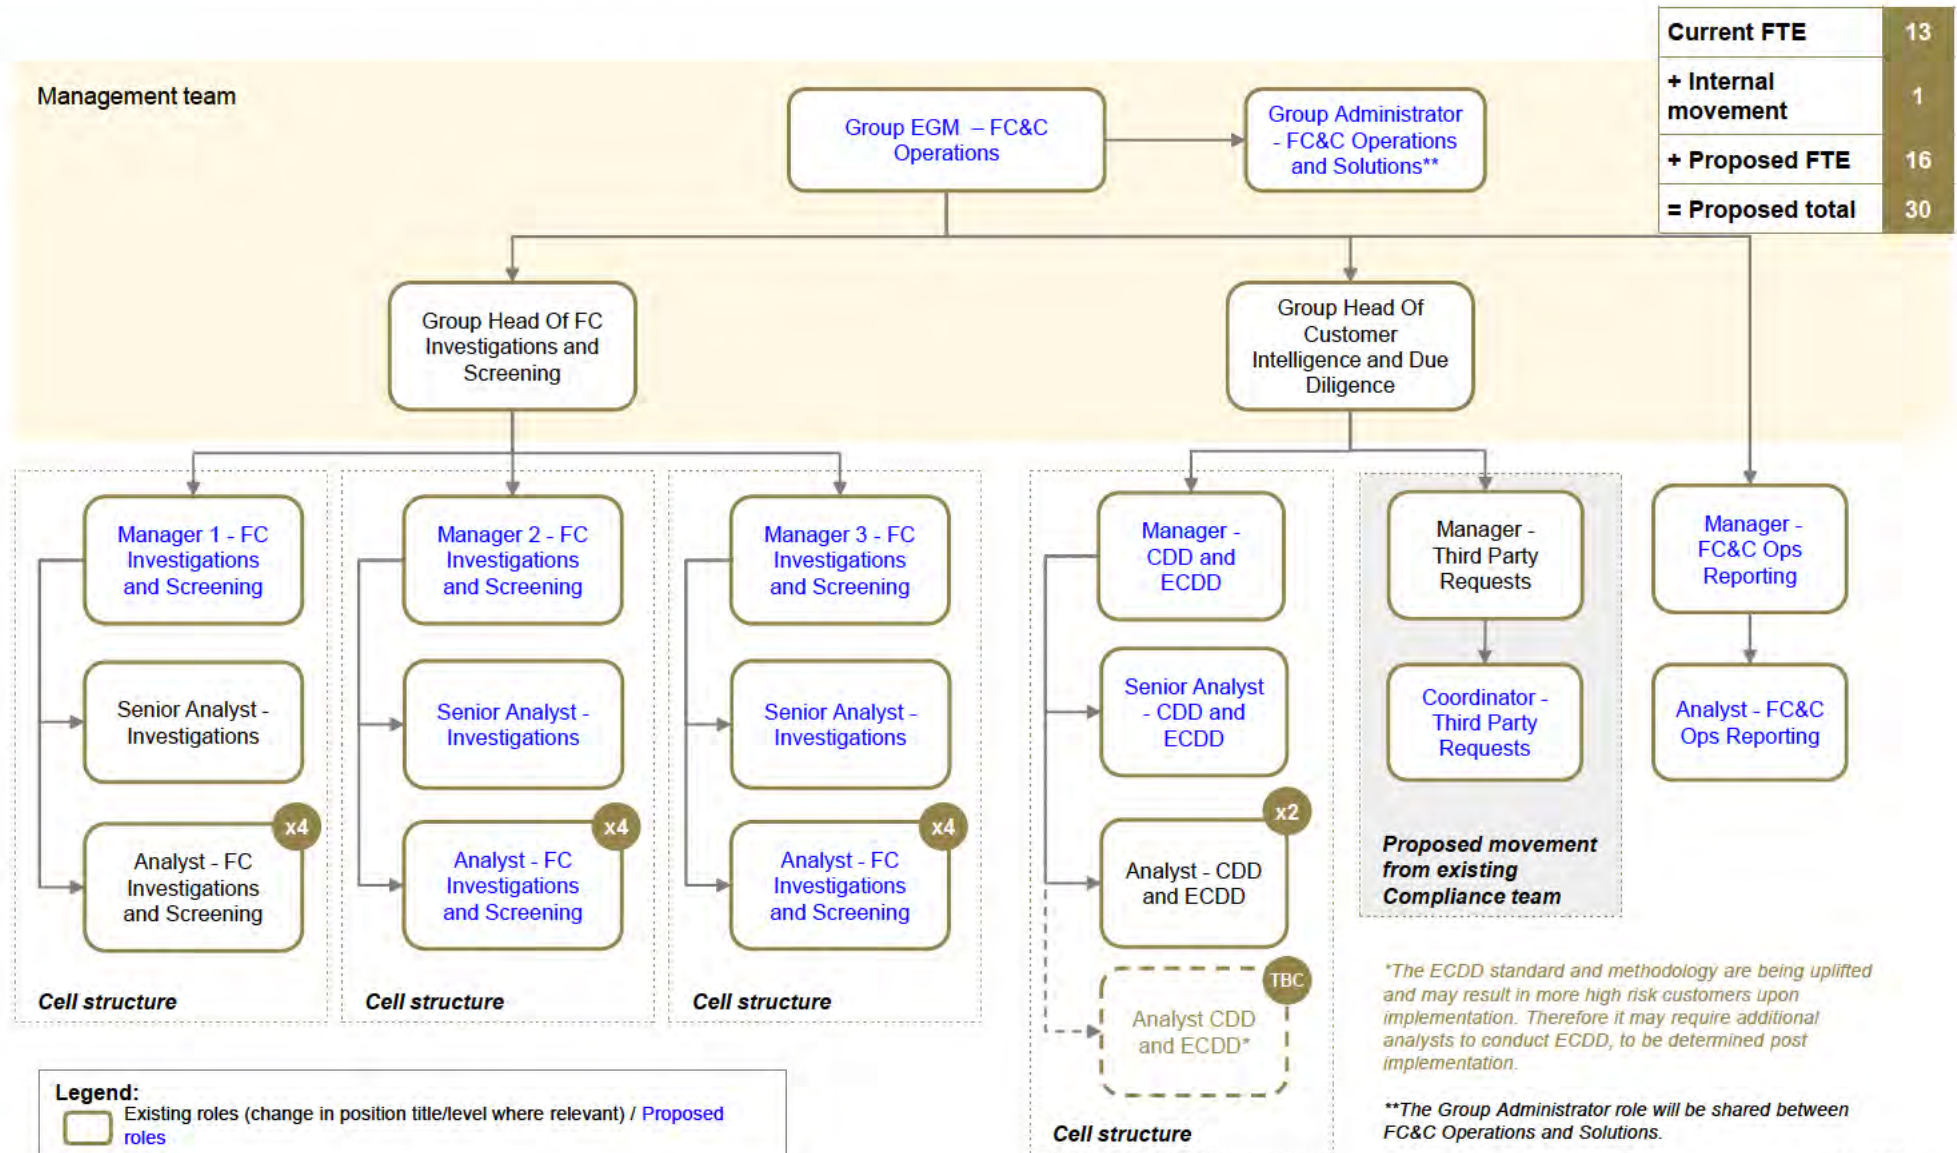 Current FTE 13
+ Internal
movement
1
+ Proposed FTE 16
= Proposed total 30
Management team
Group EGM – FC&C
Operations
Group Administrator
- FC&C Operations
and Solutions**
Group Head Of FC
Investigations and
Screening
Group Head Of
Customer
Intelligence and Due
Diligence
Manager 1 - FC
Investigations
and Screening
Senior Analyst -
Investigations
x4
Analyst - FC
Investigations
and Screening
Cell structure
Manager 2 - FC
Investigations
and Screening
Senior Analyst -
Investigations
x4
Analyst - FC
Investigations
and Screening
Cell structure
Manager 3 - FC
Investigations
and Screening
Senior Analyst -
Investigations
x4
Analyst - FC
Investigations
and Screening
Cell structure
Manager -
CDD and
ECDD
Senior Analyst
- CDD and
ECDD
x2
Analyst - CDD
and ECDD
TBC
Analyst CDD
and ECDD*
Cell structure
Manager -
Third Party
Requests
Coordinator -
Third Party
Requests
Proposed movement
from existing
Compliance team
Manager -
FC&C Ops
Reporting
Analyst - FC&C
Ops Reporting
*The ECDD standard and methodology are being uplifted
and may result in more high risk customers upon
implementation. Therefore it may require additional
analysts to conduct ECDD, to be determined post
implementation.
**The Group Administrator role will be shared between
FC&C Operations and Solutions.
Legend:
Existing roles (change in position title/level where relevant) / Proposed
roles